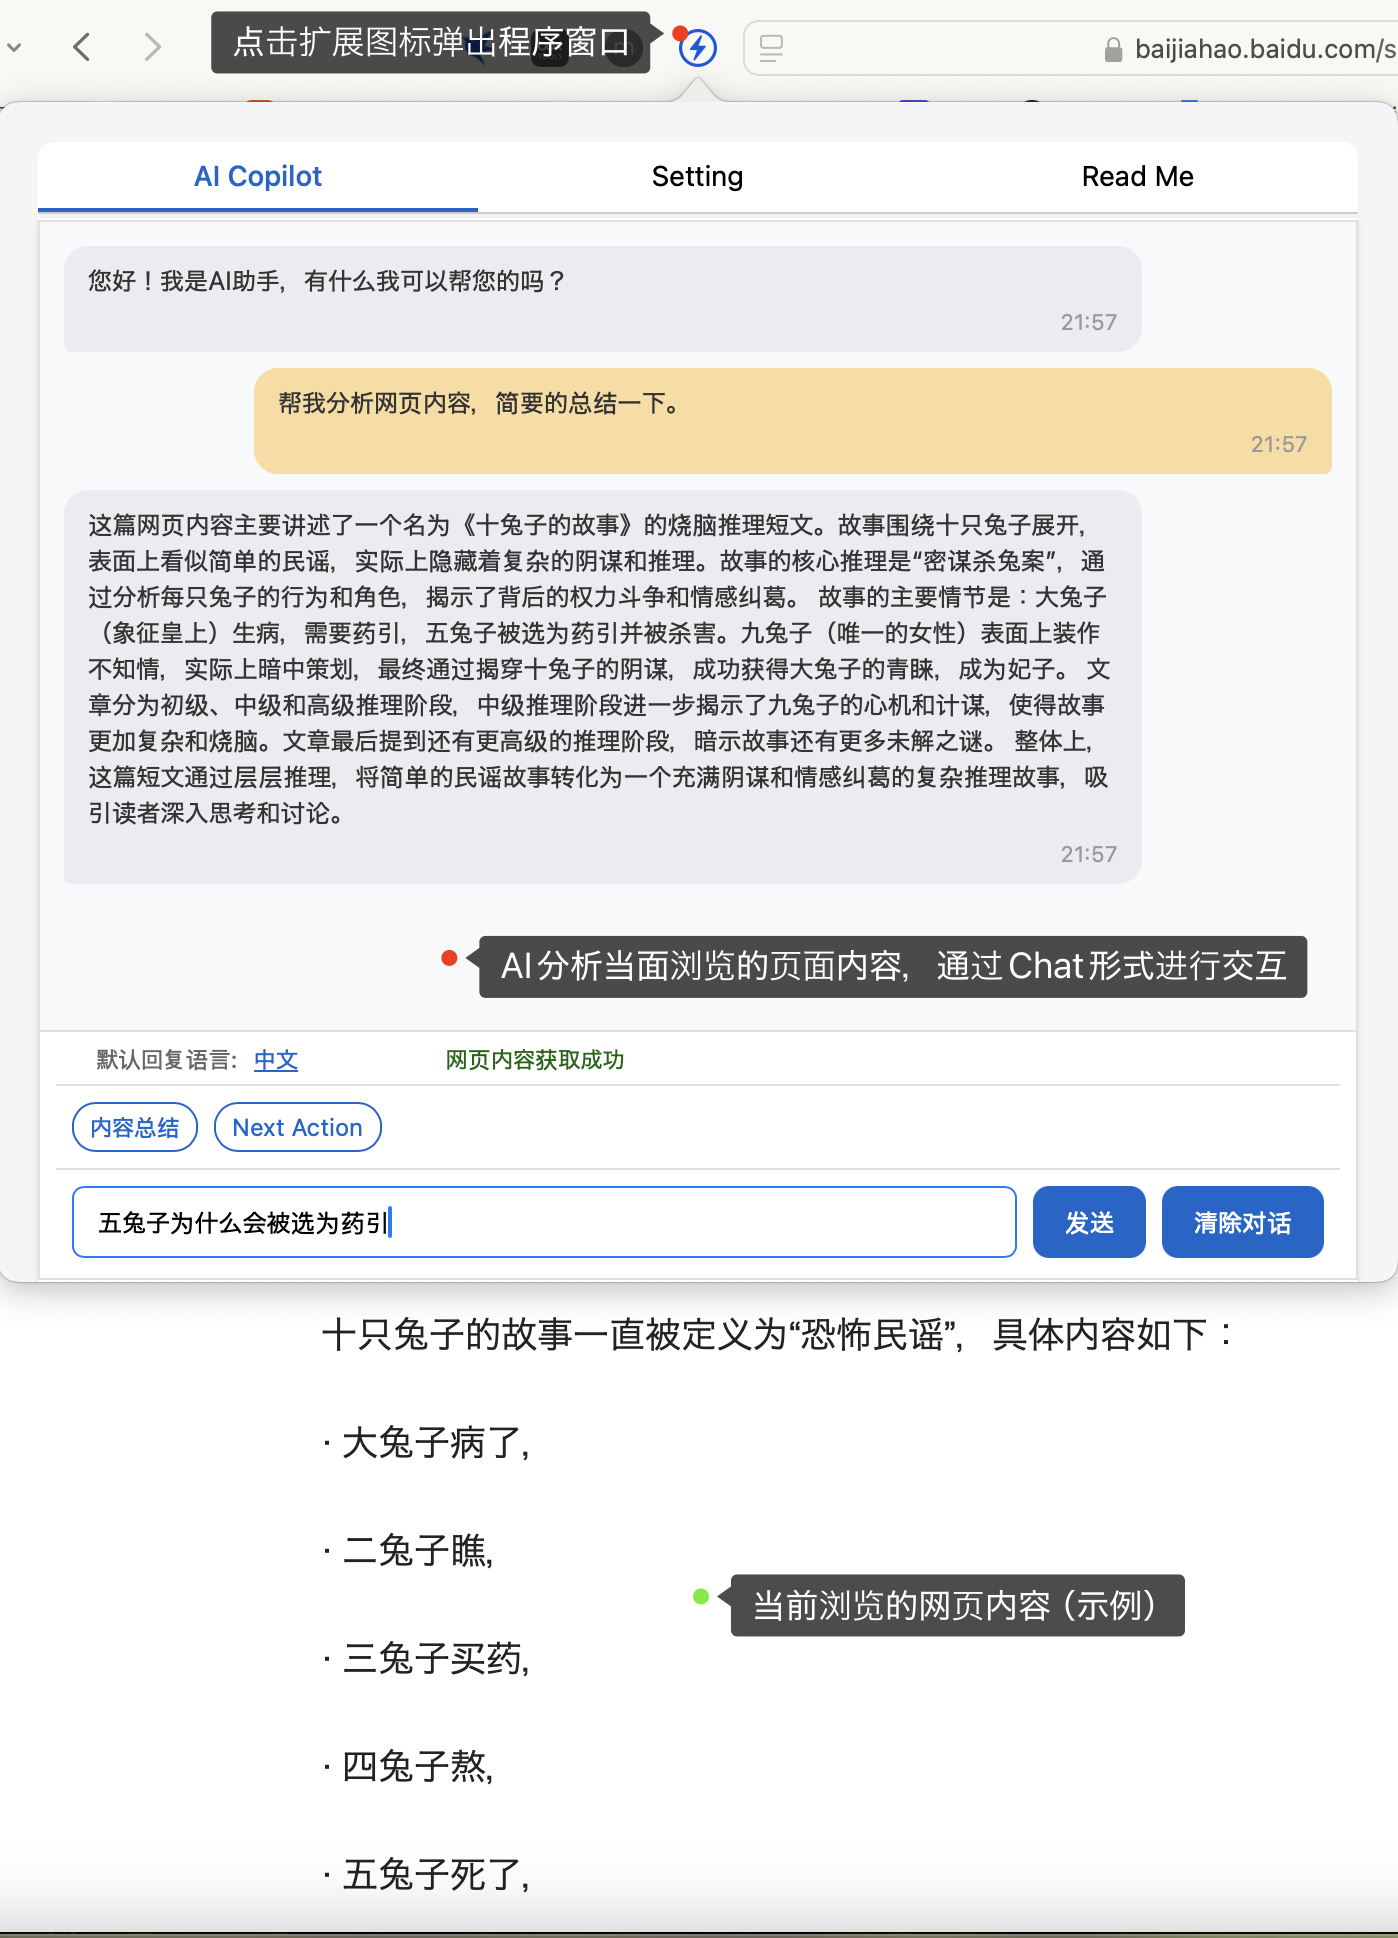 点击扩展图标弹出程序窗口
baijiahao.baidu.com/s
AI Copilot
Setting
Read Me
您好！我是AI助手，有什么我可以帮您的吗？
21:57
帮我分析网页内容，简要的总结一下。
21:57
这篇网页内容主要讲述了一个名为《十兔子的故事》的烧脑推理短文。故事围绕十只兔子展开，
表面上看似简单的民谣，实际上隐藏着复杂的阴谋和推理。故事的核心推理是“密谋杀兔案”，通
过分析每只兔子的行为和角色，揭示了背后的权力斗争和情感纠葛。 故事的主要情节是：大兔子
（象征皇上）生病，需要药引，五兔子被选为药引并被杀害。九兔子（唯一的女性）表面上装作
不知情，实际上暗中策划，最终通过揭穿十兔子的阴谋，成功获得大兔子的青睐，成为妃子。 文
章分为初级、中级和高级推理阶段，中级推理阶段进一步揭示了九兔子的心机和计谋，使得故事
更加复杂和烧脑。文章最后提到还有更高级的推理阶段，暗示故事还有更多未解之谜。 整体上，
这篇短文通过层层推理，将简单的民谣故事转化为一个充满阴谋和情感纠葛的复杂推理故事，吸
引读者深入思考和讨论。
21:57
AI分析当面浏览的页面内容，通过Chat形式进行交互
默认回复语言: 中文
网页内容获取成功
内容总结
Next Action
五兔子为什么会被选为药引
发送
清除对话
十只兔子的故事一直被定义为“恐怖民谣”，具体内容如下：
· 大兔子病了，
· 二兔子瞧，
当前浏览的网页内容（示例）
· 三兔子买药，
· 四兔子熬，
· 五兔子死了，